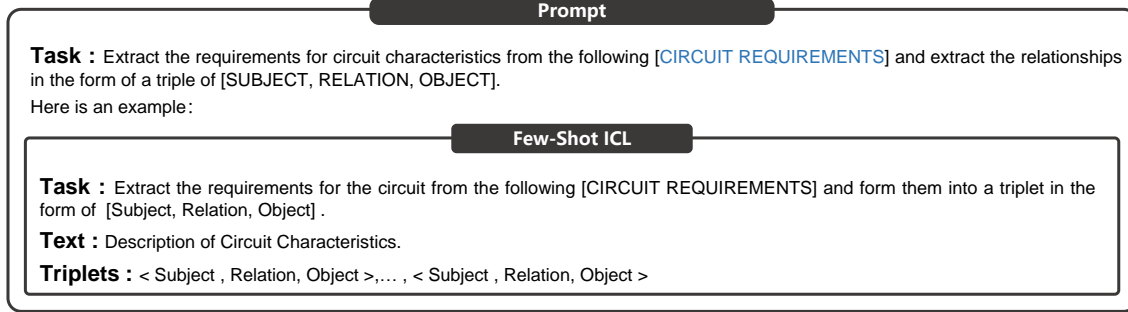 Prompt
Task : Extract the requirements for circuit characteristics from the following [CIRCUIT REQUIREMENTS] and extract the relationships
in the form of a triple of [SUBJECT, RELATION, OBJECT].
Here is an example:
Few-Shot ICL
Task : Extract the requirements for the circuit from the following [CIRCUIT REQUIREMENTS] and form them into a triplet in the
form of [Subject, Relation, Object] .
Text : Description of Circuit Characteristics.
Triplets : < Subject , Relation, Object >,… , < Subject , Relation, Object >